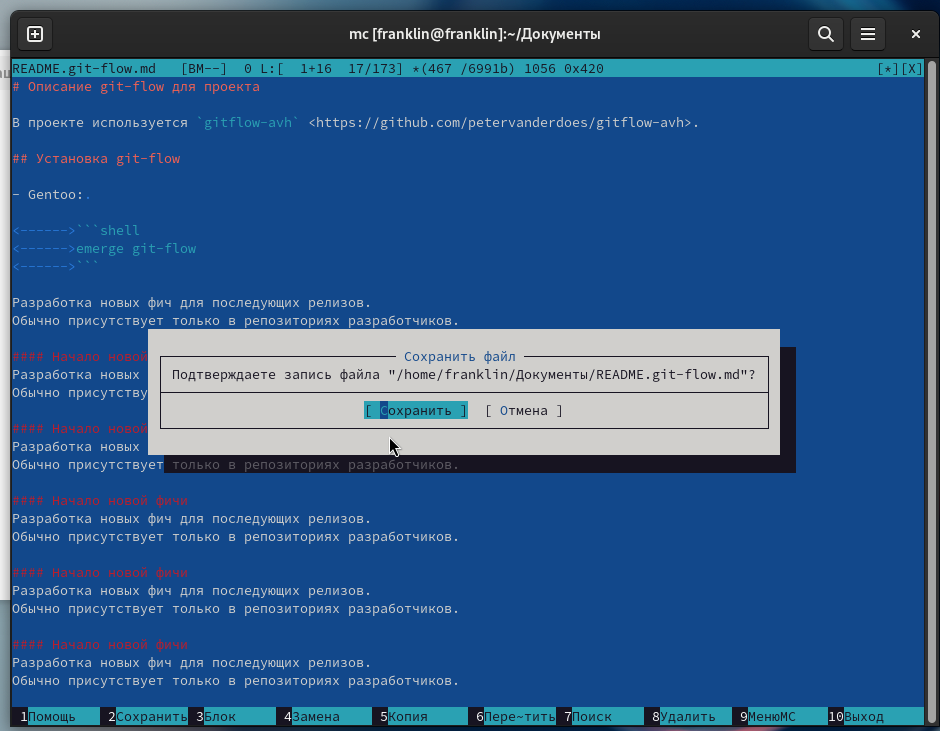 mc [franklin@franklin]:~/Документы
README.git-flow.md [BM--] 0 L:[ 1+16 17/173] *(467 /6991b) 1056 0x420 [*][X]
# Описание git-flow для проекта
В проекте используется `gitflow-avh` <https://github.com/petervanderdoes/gitflow-avh>.
## Установка git-flow
- Gentoo:.
<------>```shell
<------>emerge git-flow
<------>```
Разработка новых фич для последующих релизов.
Обычно присутствует только в репозиториях разработчиков.
#### Начало новой
Разработка новых
Обычно присутству
#### Начало новой
Разработка новых
Обычно присутствует только в репозиториях разработчиков.
Сохранить файл
Подтверждаете запись файла "/home/franklin/Документы/README.git-flow.md"?
[ Сохранить ] [ Отмена ]
#### Начало новой фичи
Разработка новых фич для последующих релизов.
Обычно присутствует только в репозиториях разработчиков.
#### Начало новой фичи
Разработка новых фич для последующих релизов.
Обычно присутствует только в репозиториях разработчиков.
#### Начало новой фичи
Разработка новых фич для последующих релизов.
Обычно присутствует только в репозиториях разработчиков.
1Помощь 2Сохранить 3Блок 4Замена 5Копия 6Пере~тить 7Поиск 8Удалить 9МенюMC 10Выход